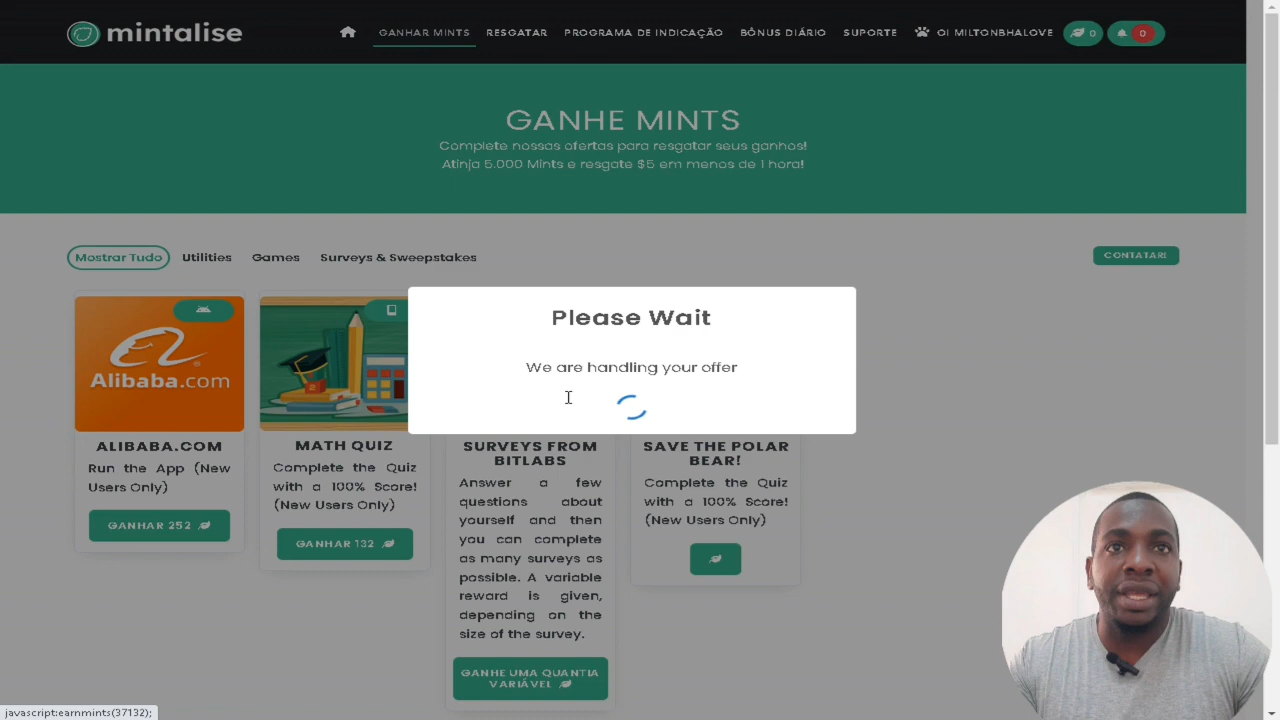 mintalise
GANHAR MINTS
RESGATAR
PROGRAMA DE INDICAÇÃO
BÔNUS DIÁRIO
SUPORTE
OI MILTONBHALOVE
0
0
GANHE MINTS
Complete nossas ofertas para resgatar seus ganhos!
Atinja 5.000 Mints e resgate $5 em menos de 1 hora!
Mostrar Tudo
Utilities
Games
Surveys & Sweepstakes
CONTATAR!
Please Wait
We are handling your offer
Alibaba.com
ALIBABA.COM
Run the App (New
Users Only)
GANHAR 252
MATH QUIZ
Complete the Quiz
with a 100% Score!
(New Users Only)
GANHAR 132
SURVEYS FROM
BITLABS
Answer a few
questions about
yourself and then
you can complete
as many surveys as
possible. A variable
reward is given,
depending on the
size of the survey.
GANHE UMA QUANTIA
VARIÁVEL
SAVE THE POLAR
BEAR!
Complete the Quiz
with a 100% Score!
(New Users Only)
javascript:earnmints(37132);